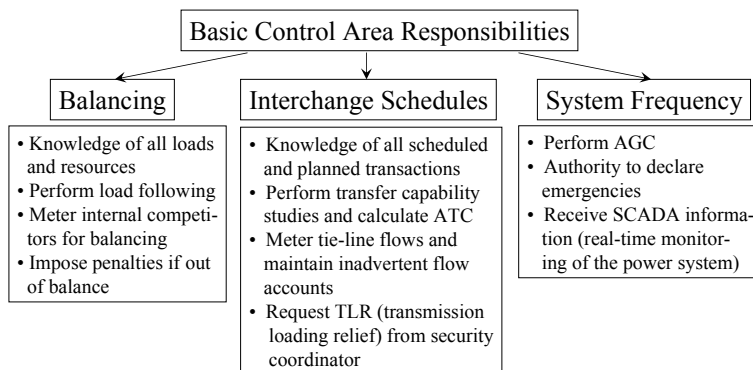 Basic Control Area Responsibilities
Balancing
• Knowledge of all loads
and resources
• Perform load following
• Meter internal competi-
tors for balancing
• Impose penalties if out
of balance
Interchange Schedules
• Knowledge of all scheduled
and planned transactions
• Perform transfer capability
studies and calculate ATC
• Meter tie-line flows and
maintain inadvertent flow
accounts
• Request TLR (transmission
loading relief) from security
coordinator
System Frequency
• Perform AGC
• Authority to declare
emergencies
• Receive SCADA informa-
tion (real-time monitor-
ing of the power system)